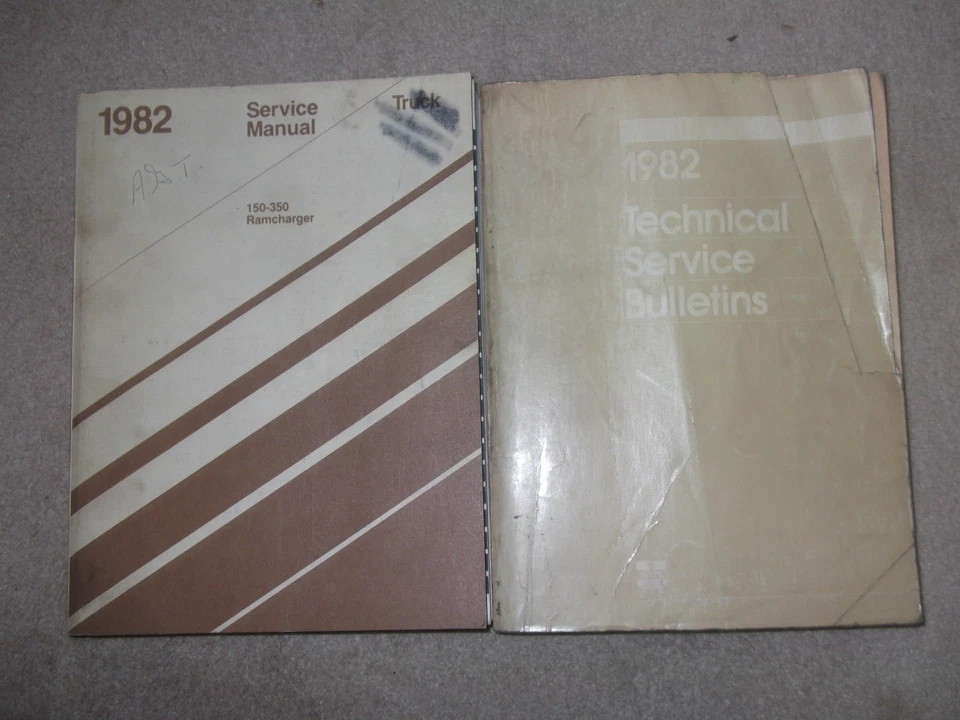 1982
Service
Manual
Truck
150-350
Ramcharger
1982
Technical
Service
Bulletins